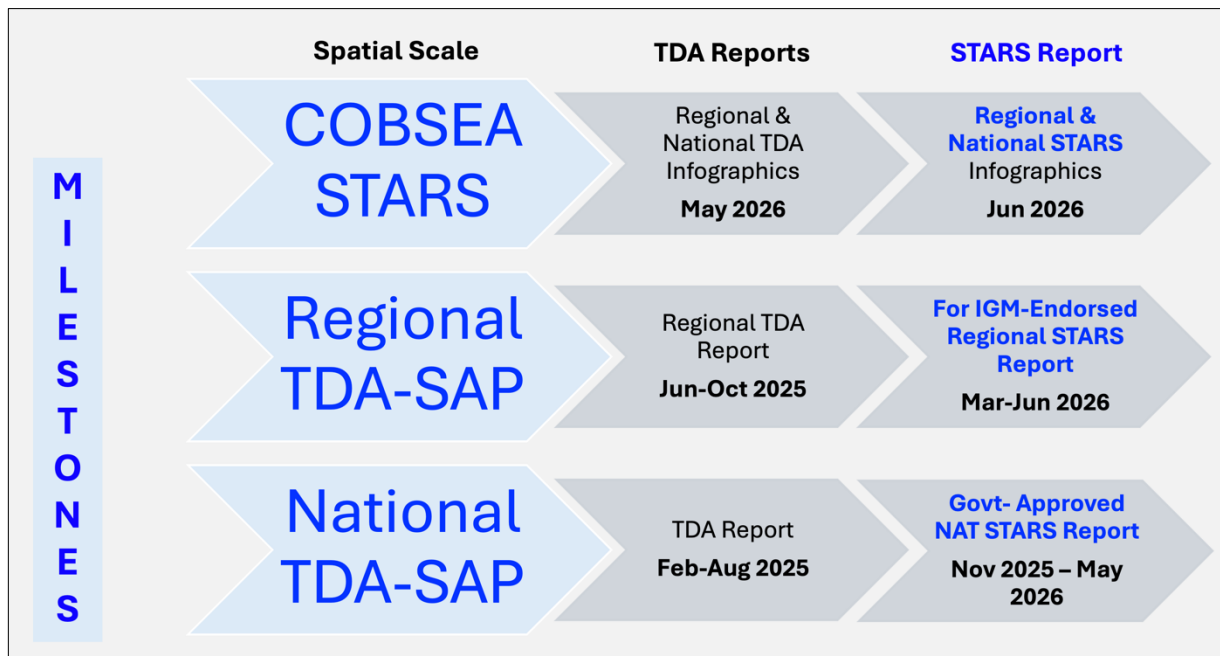 Spatial Scale
TDA Reports
STARS Report
MILESTONES
COBSEA
STARS
Regional &
National TDA
Infographics
May 2026
Regional &
National STARS
Infographics
Jun 2026
Regional
TDA-SAP
Regional TDA
Report
Jun-Oct 2025
For IGM-Endorsed
Regional STARS
Report
Mar-Jun 2026
National
TDA-SAP
TDA Report
Feb-Aug 2025
Govt- Approved
NAT STARS Report
Nov 2025 – May
2026